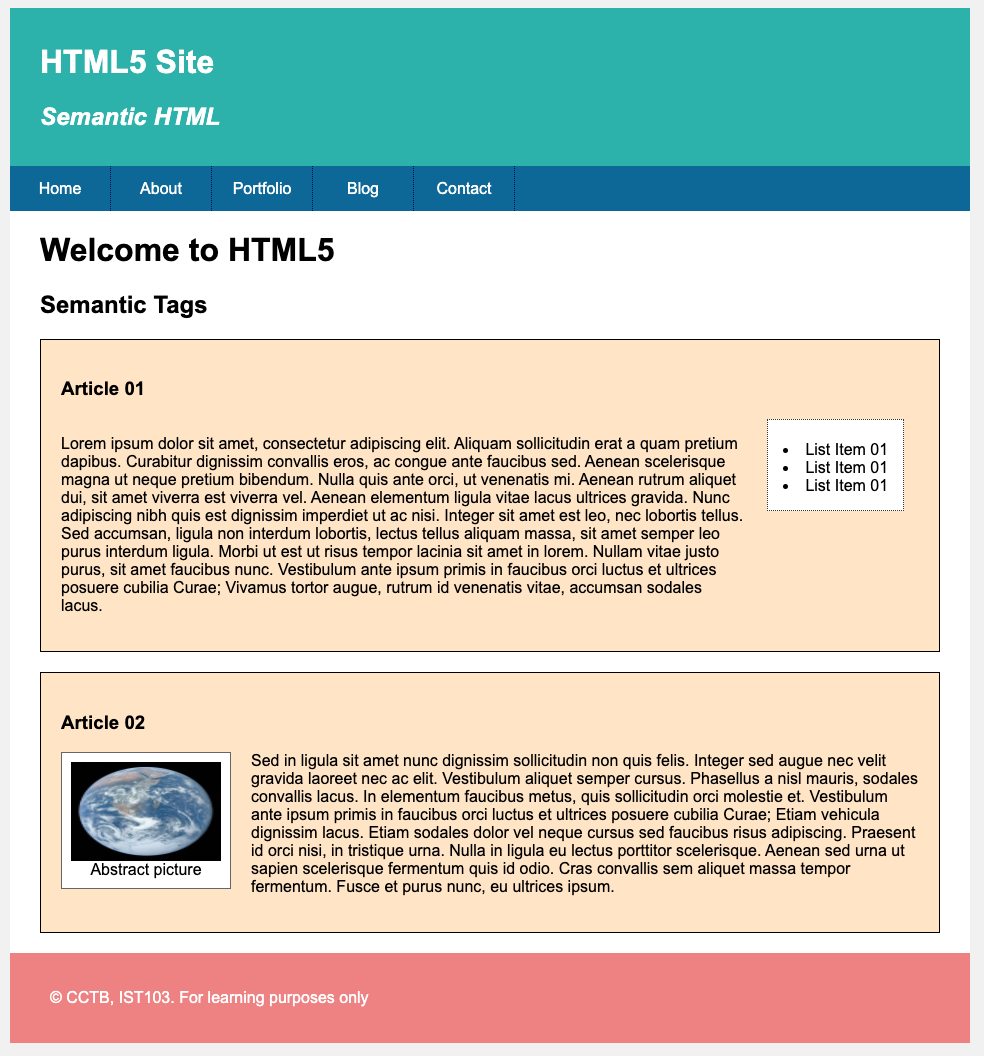 HTML5 Site
Semantic HTML
Home About Portfolio Blog Contact
Welcome to HTML5
Semantic Tags
Article 01
Lorem ipsum dolor sit amet, consectetur adipiscing elit. Aliquam sollicitudin erat a quam pretium
dapibus. Curabitur dignissim convallis eros, ac congue ante faucibus sed. Aenean scelerisque
magna ut neque pretium bibendum. Nulla quis ante orci, ut venenatis mi. Aenean rutrum aliquet
dui, sit amet viverra est viverra vel. Aenean elementum ligula vitae lacus ultrices gravida. Nunc
adipiscing nibh quis est dignissim imperdiet ut ac nisi. Integer sit amet est leo, nec lobortis tellus.
Sed accumsan, ligula non interdum lobortis, lectus tellus aliquam massa, sit amet semper leo
purus interdum ligula. Morbi ut est ut risus tempor lacinia sit amet in lorem. Nullam vitae justo
purus, sit amet faucibus nunc. Vestibulum ante ipsum primis in faucibus orci luctus et ultrices
posuere cubilia Curae; Vivamus tortor augue, rutrum id venenatis vitae, accumsan sodales
lacus.
• List Item 01
• List Item 01
• List Item 01
Article 02
Abstract picture
Sed in ligula sit amet nunc dignissim sollicitudin non quis felis. Integer sed augue nec velit
gravida laoreet nec ac elit. Vestibulum aliquet semper cursus. Phasellus a nisl mauris, sodales
convallis lacus. In elementum faucibus metus, quis sollicitudin orci molestie et. Vestibulum
ante ipsum primis in faucibus orci luctus et ultrices posuere cubilia Curae; Etiam vehicula
dignissim lacus. Etiam sodales dolor vel neque cursus sed faucibus risus adipiscing. Praesent
id orci nisi, in tristique urna. Nulla in ligula eu lectus porttitor scelerisque. Aenean sed urna ut
sapien scelerisque fermentum quis id odio. Cras convallis sem aliquet massa tempor
fermentum. Fusce et purus nunc, eu ultrices ipsum.
© CCTB, IST103. For learning purposes only